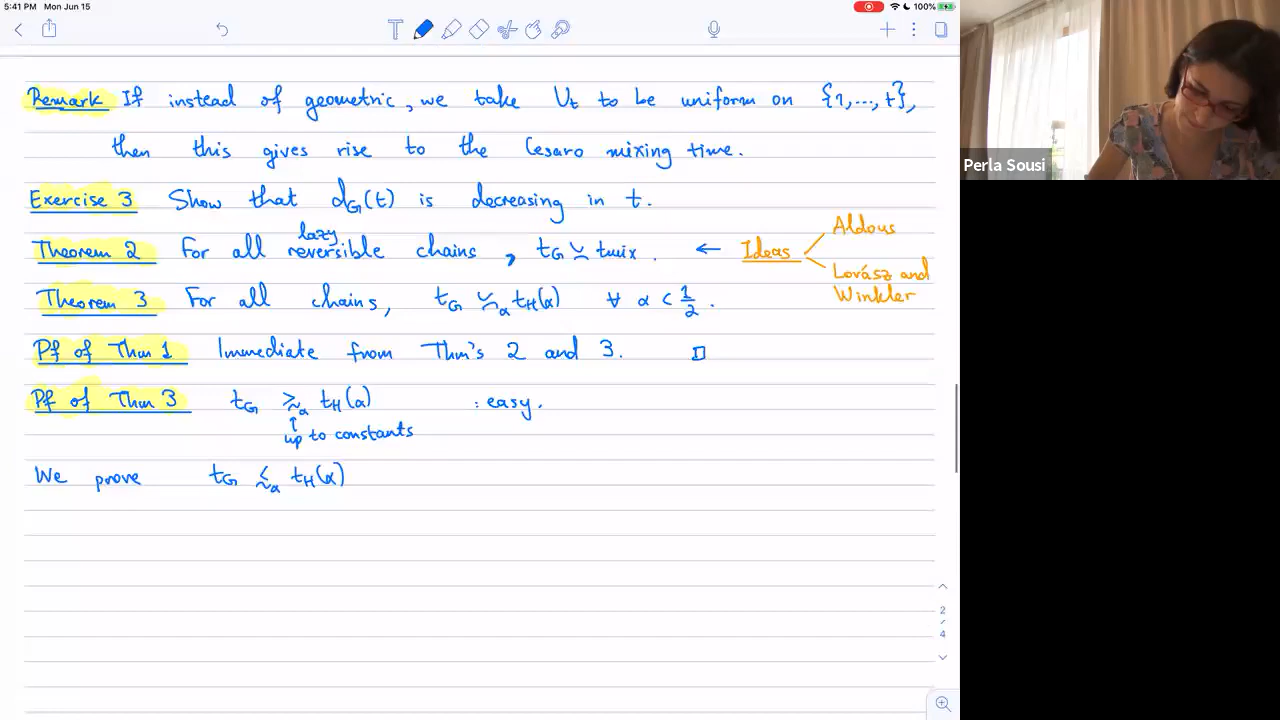 5:41 PM Mon Jun 15
100%
Remark If instead of geometric, we take U_t to be uniform on {1,...,t},
then this gives rise to the Cesaro mixing time.
Exercise 3 Show that d_G(t) is decreasing in t.
Theorem 2 For all lazy reversible chains, t_G ≍ tmix. ← Ideas
Aldous
Lovász and
Winkler
Theorem 3 For all chains, t_G ≍_α t_H(α) ∀ α < 1/2.
Pf of Thm 1 Immediate from Thm's 2 and 3. □
Pf of Thm 3 t_G ≳_α t_H(α) : easy.
↑
up to constants
We prove t_G ≲_α t_H(α)
Perla Sousi
2
/
4